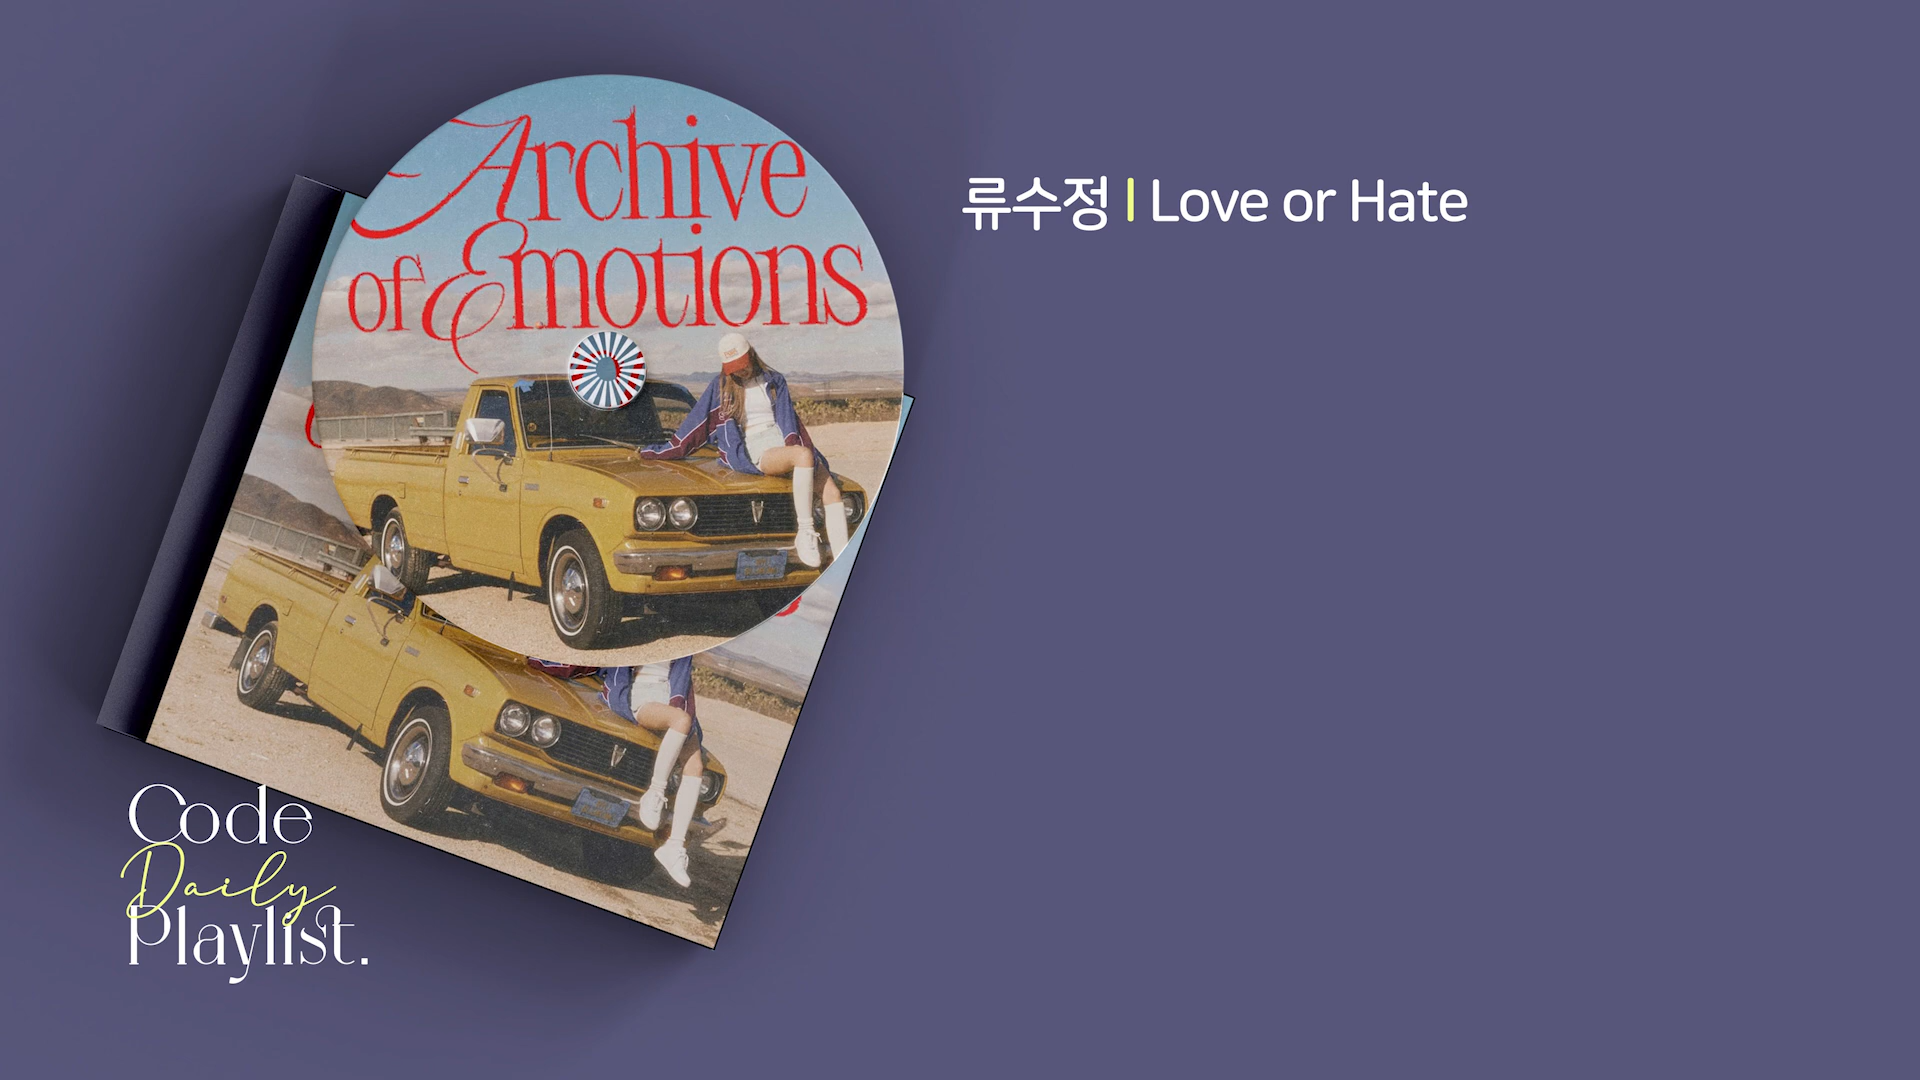 Archive
of Emotions
류수정 | Love or Hate
Code
Daily
Playlist.